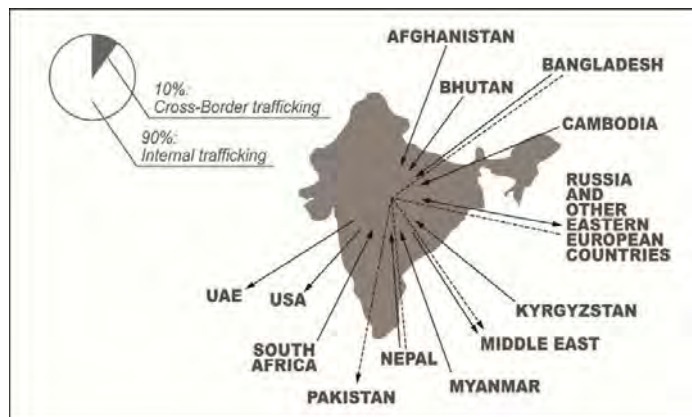 10%:
Cross-Border trafficking
90%:
Internal trafficking
AFGHANISTAN
BANGLADESH
BHUTAN
CAMBODIA
RUSSIA
AND
OTHER
EASTERN
EUROPEAN
COUNTRIES
KYRGYZSTAN
MIDDLE EAST
MYANMAR
NEPAL
PAKISTAN
SOUTH
AFRICA
USA
UAE